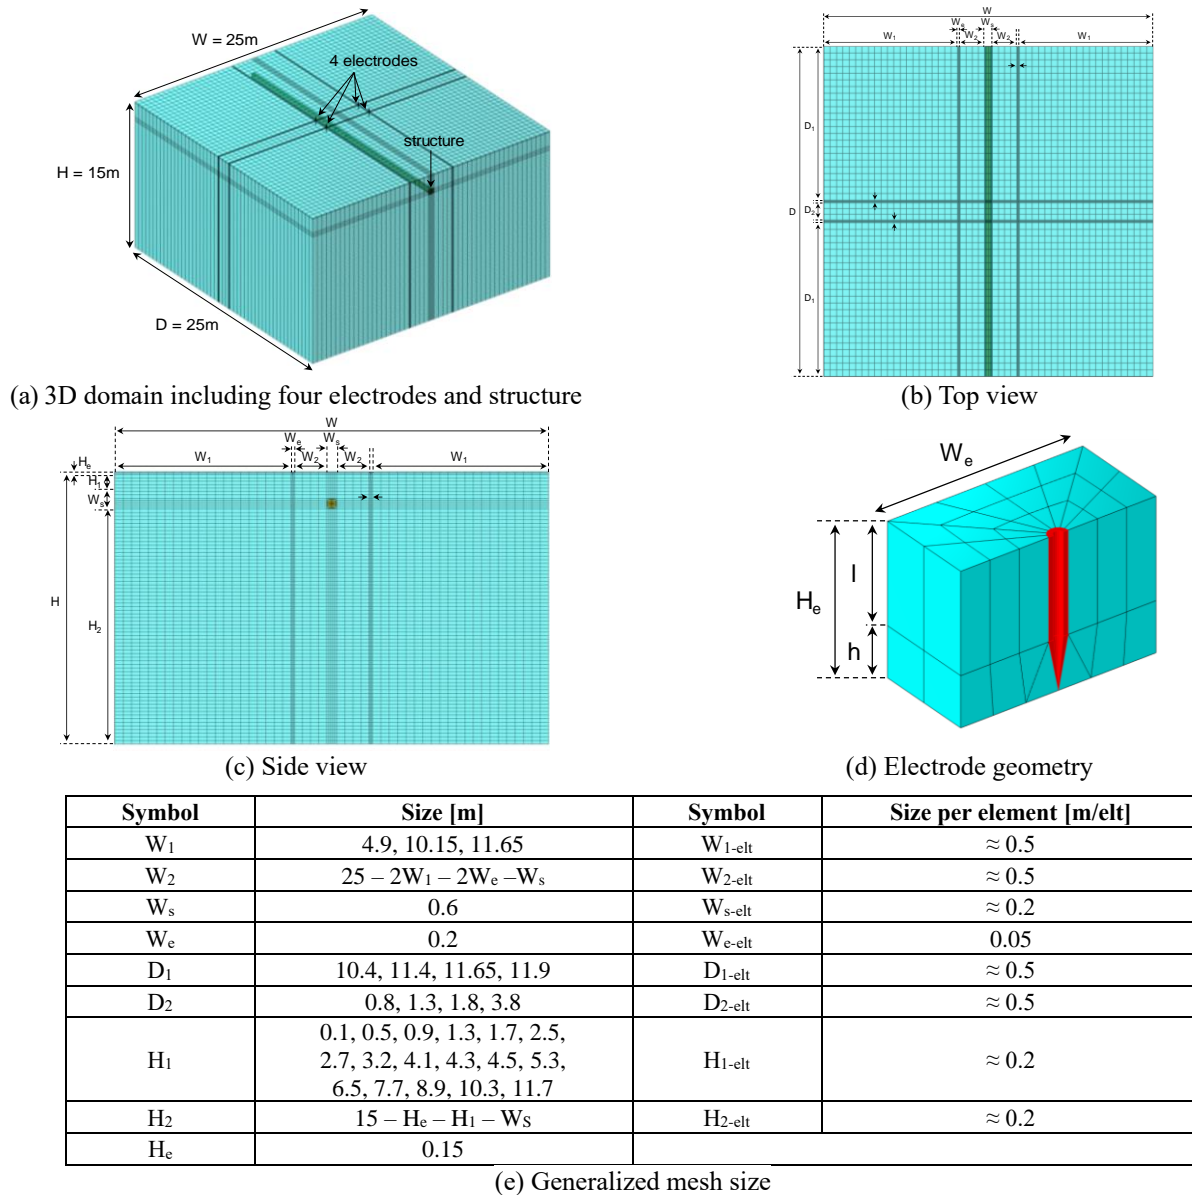 W = 25m
4 electrodes
structure
H = 15m
D = 25m
(a) 3D domain including four electrodes and structure
W
We Ws
W1 W2 W2 W1
D1
D D2
D1
(b) Top view
W
We Ws
He
W1 W2 W2 W1
H1
Ws
H
H2
(c) Side view
We
l
He
h
(d) Electrode geometry
Symbol Size [m] Symbol Size per element [m/elt]
W1 4.9, 10.15, 11.65 W1-elt ≈ 0.5
W2 25 – 2W1 – 2We –Ws W2-elt ≈ 0.5
Ws 0.6 Ws-elt ≈ 0.2
We 0.2 We-elt 0.05
D1 10.4, 11.4, 11.65, 11.9 D1-elt ≈ 0.5
D2 0.8, 1.3, 1.8, 3.8 D2-elt ≈ 0.5
0.1, 0.5, 0.9, 1.3, 1.7, 2.5,
H1 2.7, 3.2, 4.1, 4.3, 4.5, 5.3, H1-elt ≈ 0.2
6.5, 7.7, 8.9, 10.3, 11.7
H2 15 – He – H1 – WS H2-elt ≈ 0.2
He 0.15
(e) Generalized mesh size